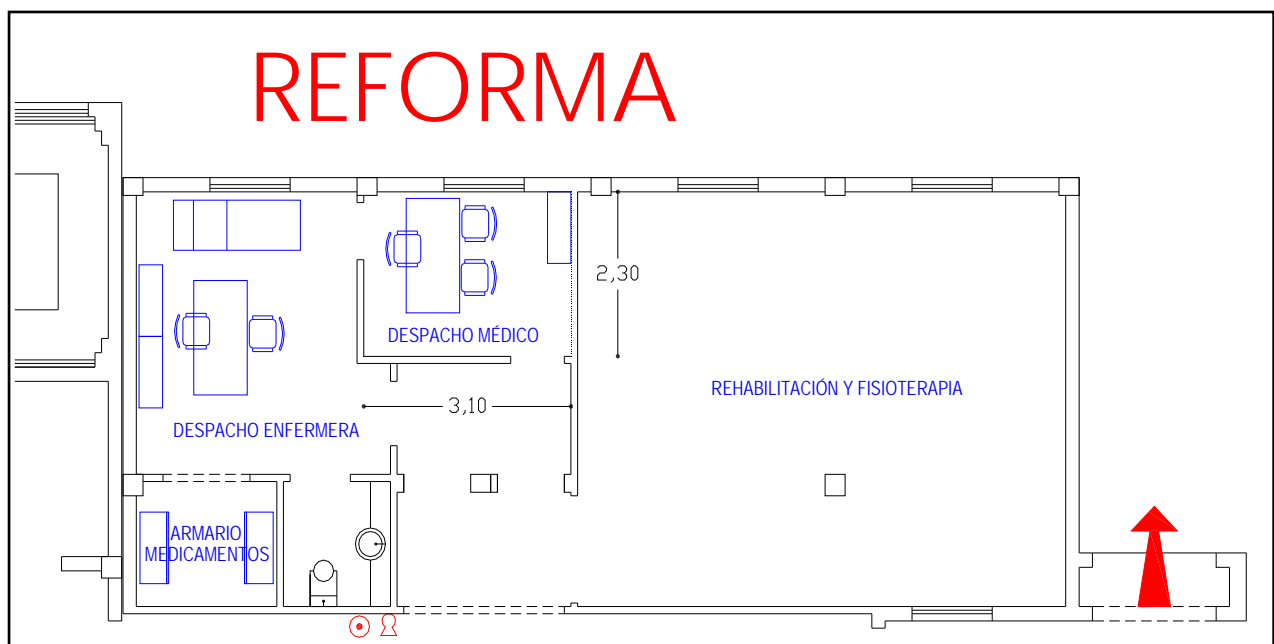 REFORMA
2,30
DESPACHO MÉDICO
REHABILITACIÓN Y FISIOTERAPIA
3,10
DESPACHO ENFERMERA
ARMARIO
MEDICAMENTOS